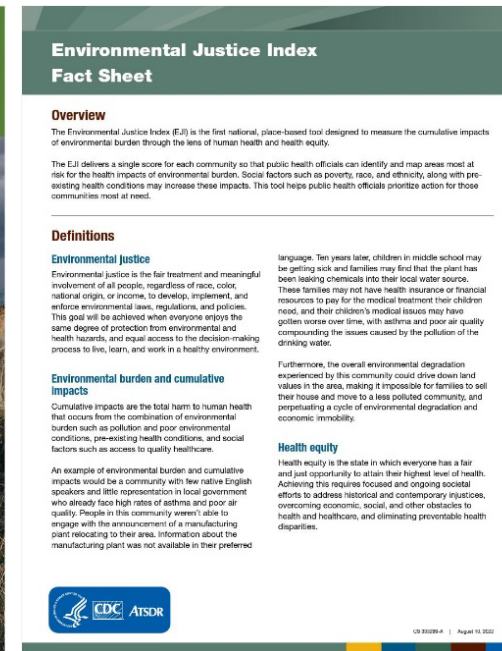 Environmental Justice Index
Fact Sheet
Overview
The Environmental Justice Index (EJI) is the first national, place-based tool designed to measure the cumulative impacts
of environmental burden through the lens of human health and health equity.
The EJI delivers a single score for each community so that public health officials can identify and map areas most at
risk for the health impacts of environmental burden. Social factors such as poverty, race, and ethnicity, along with pre-
existing health conditions may increase these impacts. This tool helps public health officials prioritize action for those
communities most at need.
Definitions
Environmental justice
Environmental justice is the fair treatment and meaningful
involvement of all people, regardless of race, color,
national origin, or income, to develop, implement, and
enforce environmental laws, regulations, and policies.
This goal will be achieved when everyone enjoys the
same degree of protection from environmental and
health hazards, and equal access to the decision-making
process to live, learn, and work in a healthy environment.
Environmental burden and cumulative
impacts
Cumulative impacts are the total harm to human health
that occurs from the combination of environmental
burden such as pollution and poor environmental
conditions, pre-existing health conditions, and social
factors such as access to quality healthcare.
An example of environmental burden and cumulative
impacts would be a community with few native English
speakers and little representation in local government
who already face high rates of asthma and poor air
quality. People in this community weren't able to
engage with the announcement of a manufacturing
plant relocating to their area. Information about the
manufacturing plant was not available in their preferred
language. Ten years later, children in middle school may
be getting sick and families may find that the plant has
been leaking chemicals into their local water source.
These families may not have health insurance or financial
resources to pay for the medical treatment their children
need, and their children's medical issues may have
gotten worse over time, with asthma and poor air quality
compounding the issues caused by the pollution of the
drinking water.
Furthermore, the overall environmental degradation
experienced by this community could drive down land
values in the area, making it impossible for families to sell
their house and move to a less polluted community, and
perpetuating a cycle of environmental degradation and
economic immobility.
Health equity
Health equity is the state in which everyone has a fair
and just opportunity to attain their highest level of health.
Achieving this requires focused and ongoing societal
efforts to address historical and contemporary injustices,
overcoming economic, social, and other obstacles to
health and healthcare, and eliminating preventable health
disparities.
CDC ATSDR
August 10, 2022